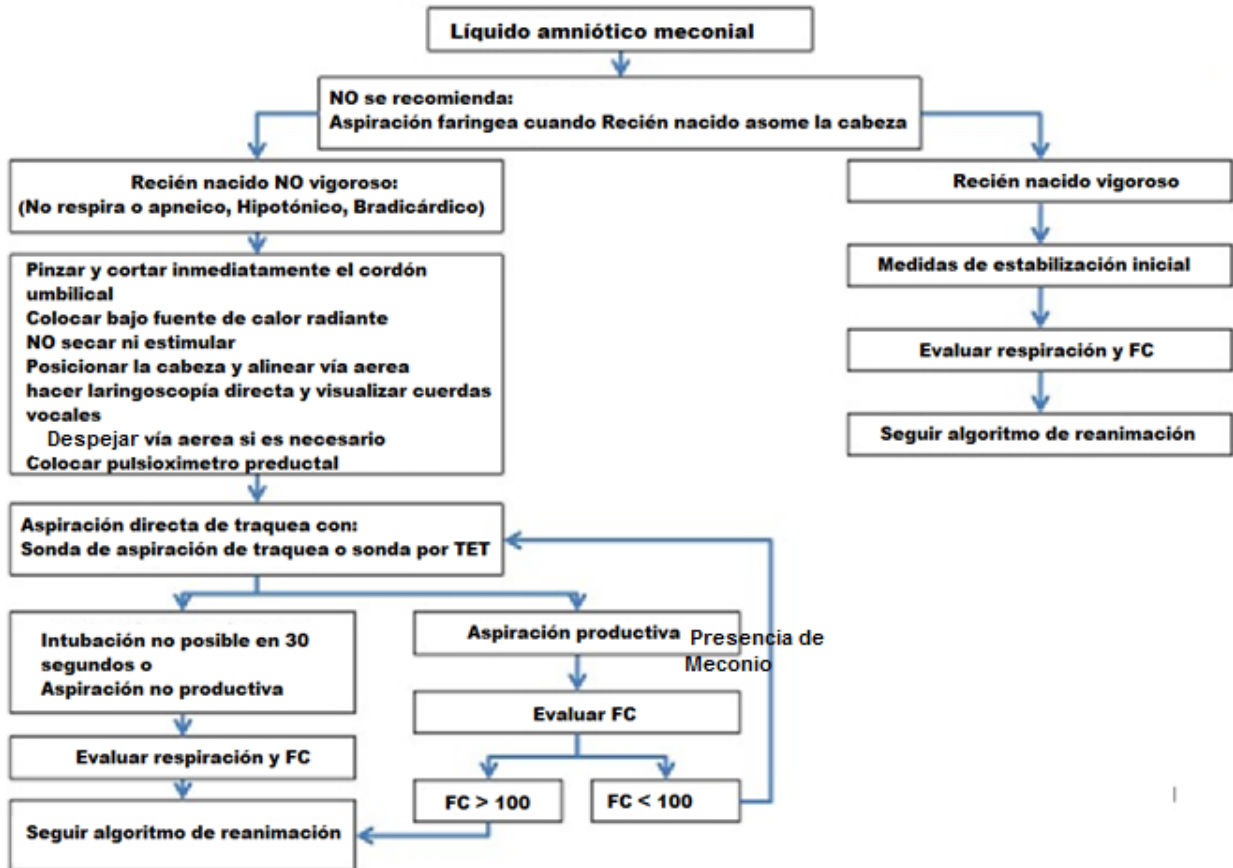 Líquido amniótico meconial
NO se recomienda:
Aspiración faringea cuando Recién nacido asome la cabeza
Recién nacido NO vigoroso:
(No respira o apneico, Hipotónico, Bradicárdico)
Recién nacido vigoroso
Pinzar y cortar inmediatamente el cordón
umbilical
Colocar bajo fuente de calor radiante
NO secar ni estimular
Posicionar la cabeza y alinear vía aerea
hacer laringoscopía directa y visualizar cuerdas
vocales
Despejar vía aerea si es necesario
Colocar pulsioximetro preductal
Medidas de estabilización inicial
Evaluar respiración y FC
Seguir algoritmo de reanimación
Aspiración directa de traquea con:
Sonda de aspiración de traquea o sonda por TET
Intubación no posible en 30
segundos o
Aspiración no productiva
Aspiración productiva
Presencia de
Meconio
Evaluar FC
Evaluar respiración y FC
FC > 100
FC < 100
Seguir algoritmo de reanimación